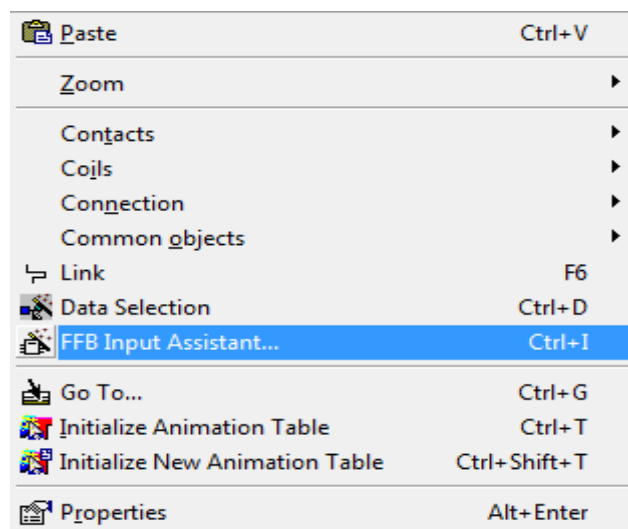 Paste Ctrl+V
Zoom
Contacts
Coils
Connection
Common objects
Link F6
Data Selection Ctrl+D
FFB Input Assistant... Ctrl+I
Go To... Ctrl+G
Initialize Animation Table Ctrl+T
Initialize New Animation Table Ctrl+Shift+T
Properties Alt+Enter